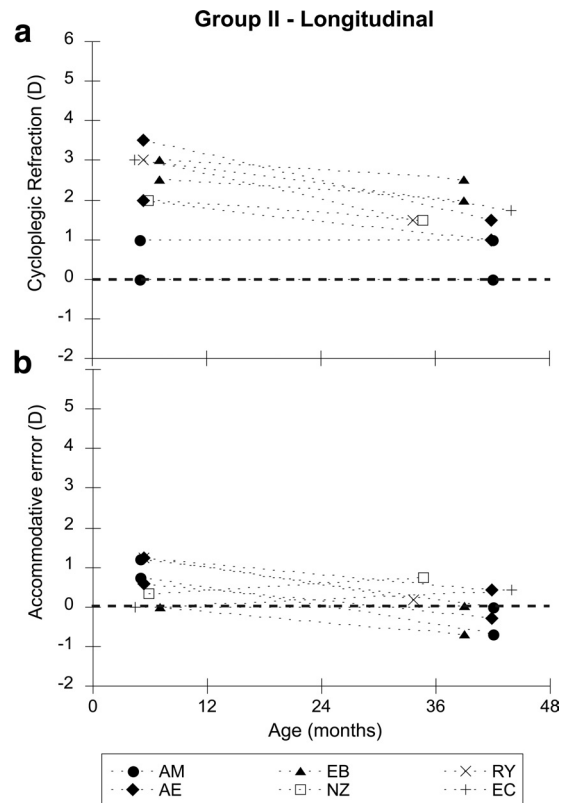 Group II - Longitudinal
a
Cycloplegic Refraction (D)
6
5
4
3
2
1
0
-1
-2
b
Accommodative errror (D)
5
4
3
2
1
0
-1
-2
0 12 24 36 48
Age (months)
AM EB RY
AE NZ EC